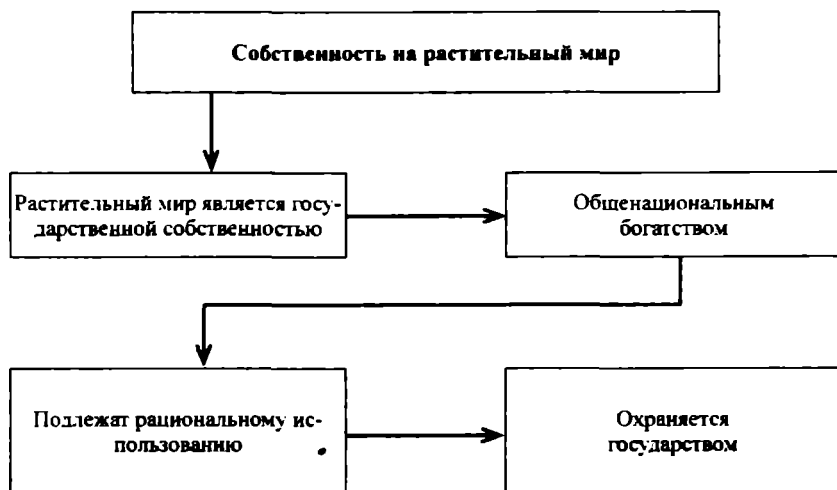 Собственность на растительный мир
Растительный мир является госу-
дарственной собственностью
Общенациональным
богатством
Подлежат рациональному ис-
пользованию
Охраняется
государством